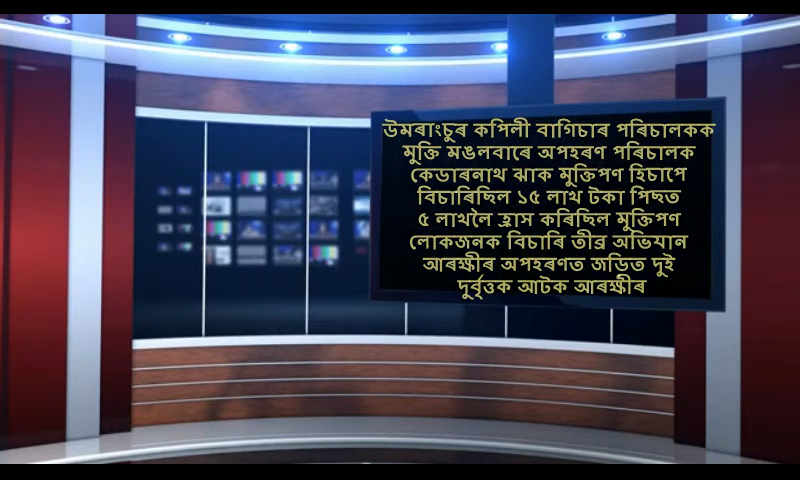 উমৰাংচুৰ কপিলী বাগিচাৰ পৰিচালকক
মুক্তি মঙলবাৰে অপহৰণ পৰিচালক
কেডাৰনাথ ঝাক মুক্তিপণ হিচাপে
বিচাৰিছিল ১৫ লাখ টকা পিছত
৫ লাখলৈ হ্ৰাস কৰিছিল মুক্তিপণ
লোকজনক বিচাৰি তীব্ৰ অভিযান
আৰক্ষীৰ অপহৰণত জড়িত দুই
দুৰ্বৃত্তক আটক আৰক্ষীৰ